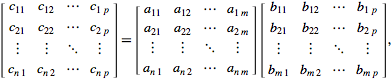 [c₁₁ c₁₂ ⋯ c₁ₚ; c₂₁ c₂₂ ⋯ c₂ₚ; ⋮ ⋮ ⋱ ⋮; cₙ₁ cₙ₂ ⋯ cₙₚ] = [a₁₁ a₁₂ ⋯ a₁ₘ; a₂₁ a₂₂ ⋯ a₂ₘ; ⋮ ⋮ ⋱ ⋮; aₙ₁ aₙ₂ ⋯ aₙₘ] [b₁₁ b₁₂ ⋯ b₁ₚ; b₂₁ b₂₂ ⋯ b₂ₚ; ⋮ ⋮ ⋱ ⋮; bₘ₁ bₘ₂ ⋯ bₘₚ],